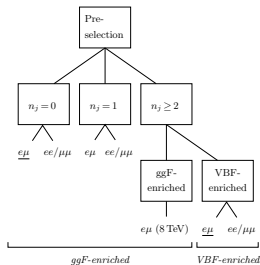 Pre-
selection
n_j = 0
n_j = 1
n_j ≥ 2
eμ ee/μμ
eμ ee/μμ
ggF-
enriched
VBF-
enriched
eμ (8 TeV)
eμ ee/μμ
ggF-enriched
VBF-enriched